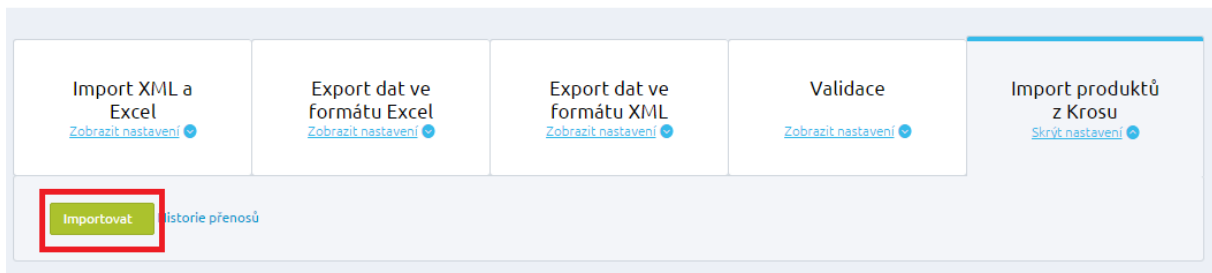 Import XML a
Excel
Zobrazit nastavení
Export dat ve
formátu Excel
Zobrazit nastavení
Export dat ve
formátu XML
Zobrazit nastavení
Validace
Zobrazit nastavení
Import produktů
z Krosu
Skrýt nastavení
Importovat
Historie přenosů